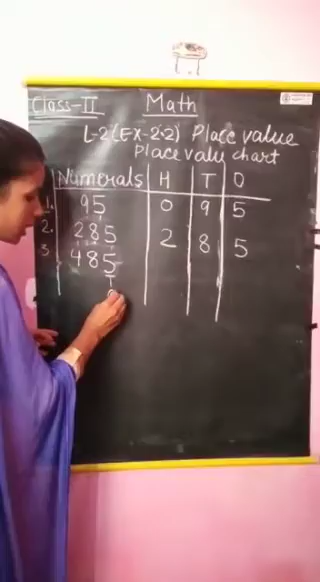 Class-II Math
L-2 (Ex-2.2) Place value
Place valu chart
Numerals H T O
1. 95 0 9 5
2. 285 2 8 5
3. 485